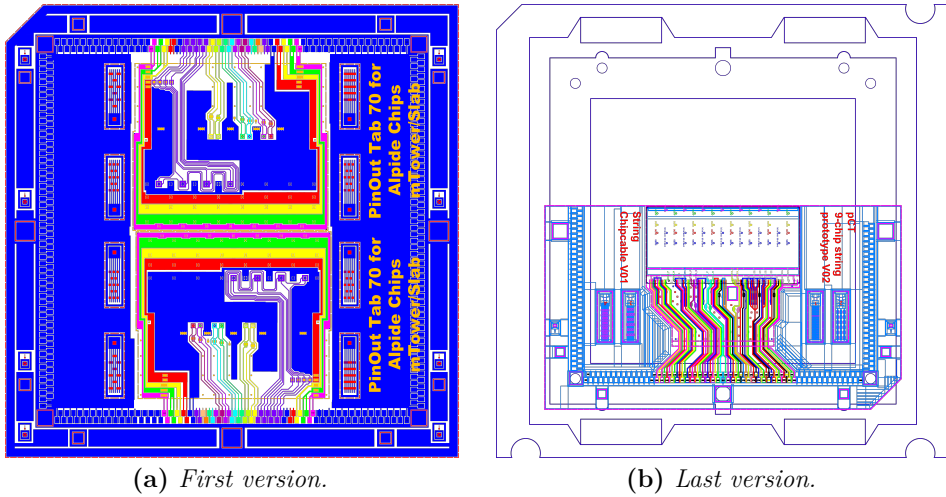 PinOut Tab 70 for
Alpide Chips
mTower/Slab
PinOut Tab 70 for
Alpide Chips
mTower/Slab
String
Chipcable V01
pCT
9-chip string
prototype V02
(a) First version.
(b) Last version.